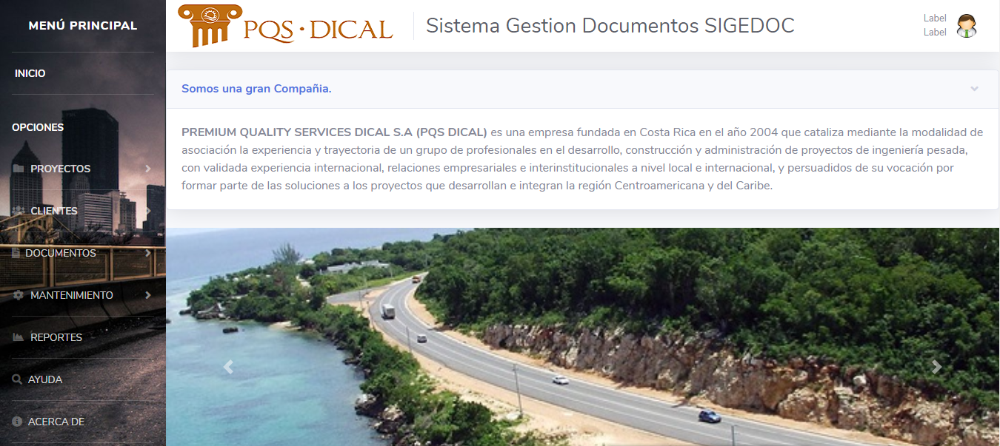 MENÚ PRINCIPAL
INICIO
OPCIONES
PROYECTOS
CLIENTES
DOCUMENTOS
MANTENIMIENTO
REPORTES
AYUDA
ACERCA DE
PQS · DICAL
Sistema Gestion Documentos SIGEDOC
Label
Label
Somos una gran Compañia.
PREMIUM QUALITY SERVICES DICAL S.A (PQS DICAL) es una empresa fundada en Costa Rica en el año 2004 que cataliza mediante la modalidad de
asociación la experiencia y trayectoria de un grupo de profesionales en el desarrollo, construcción y administración de proyectos de ingeniería pesada,
con validada experiencia internacional, relaciones empresariales e interinstitucionales a nivel local e internacional, y persuadidos de su vocación por
formar parte de las soluciones a los proyectos que desarrollan e integran la región Centroamericana y del Caribe.